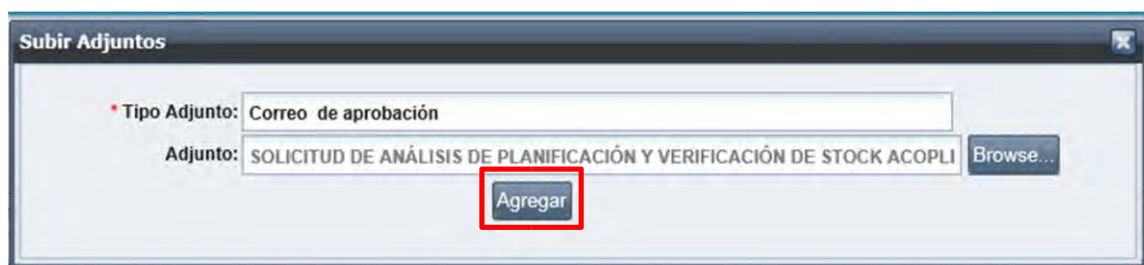 Subir Adjuntos
* Tipo Adjunto: Correo de aprobación
Adjunto: SOLICITUD DE ANÁLISIS DE PLANIFICACIÓN Y VERIFICACIÓN DE STOCK ACOPLI Browse...
Agregar